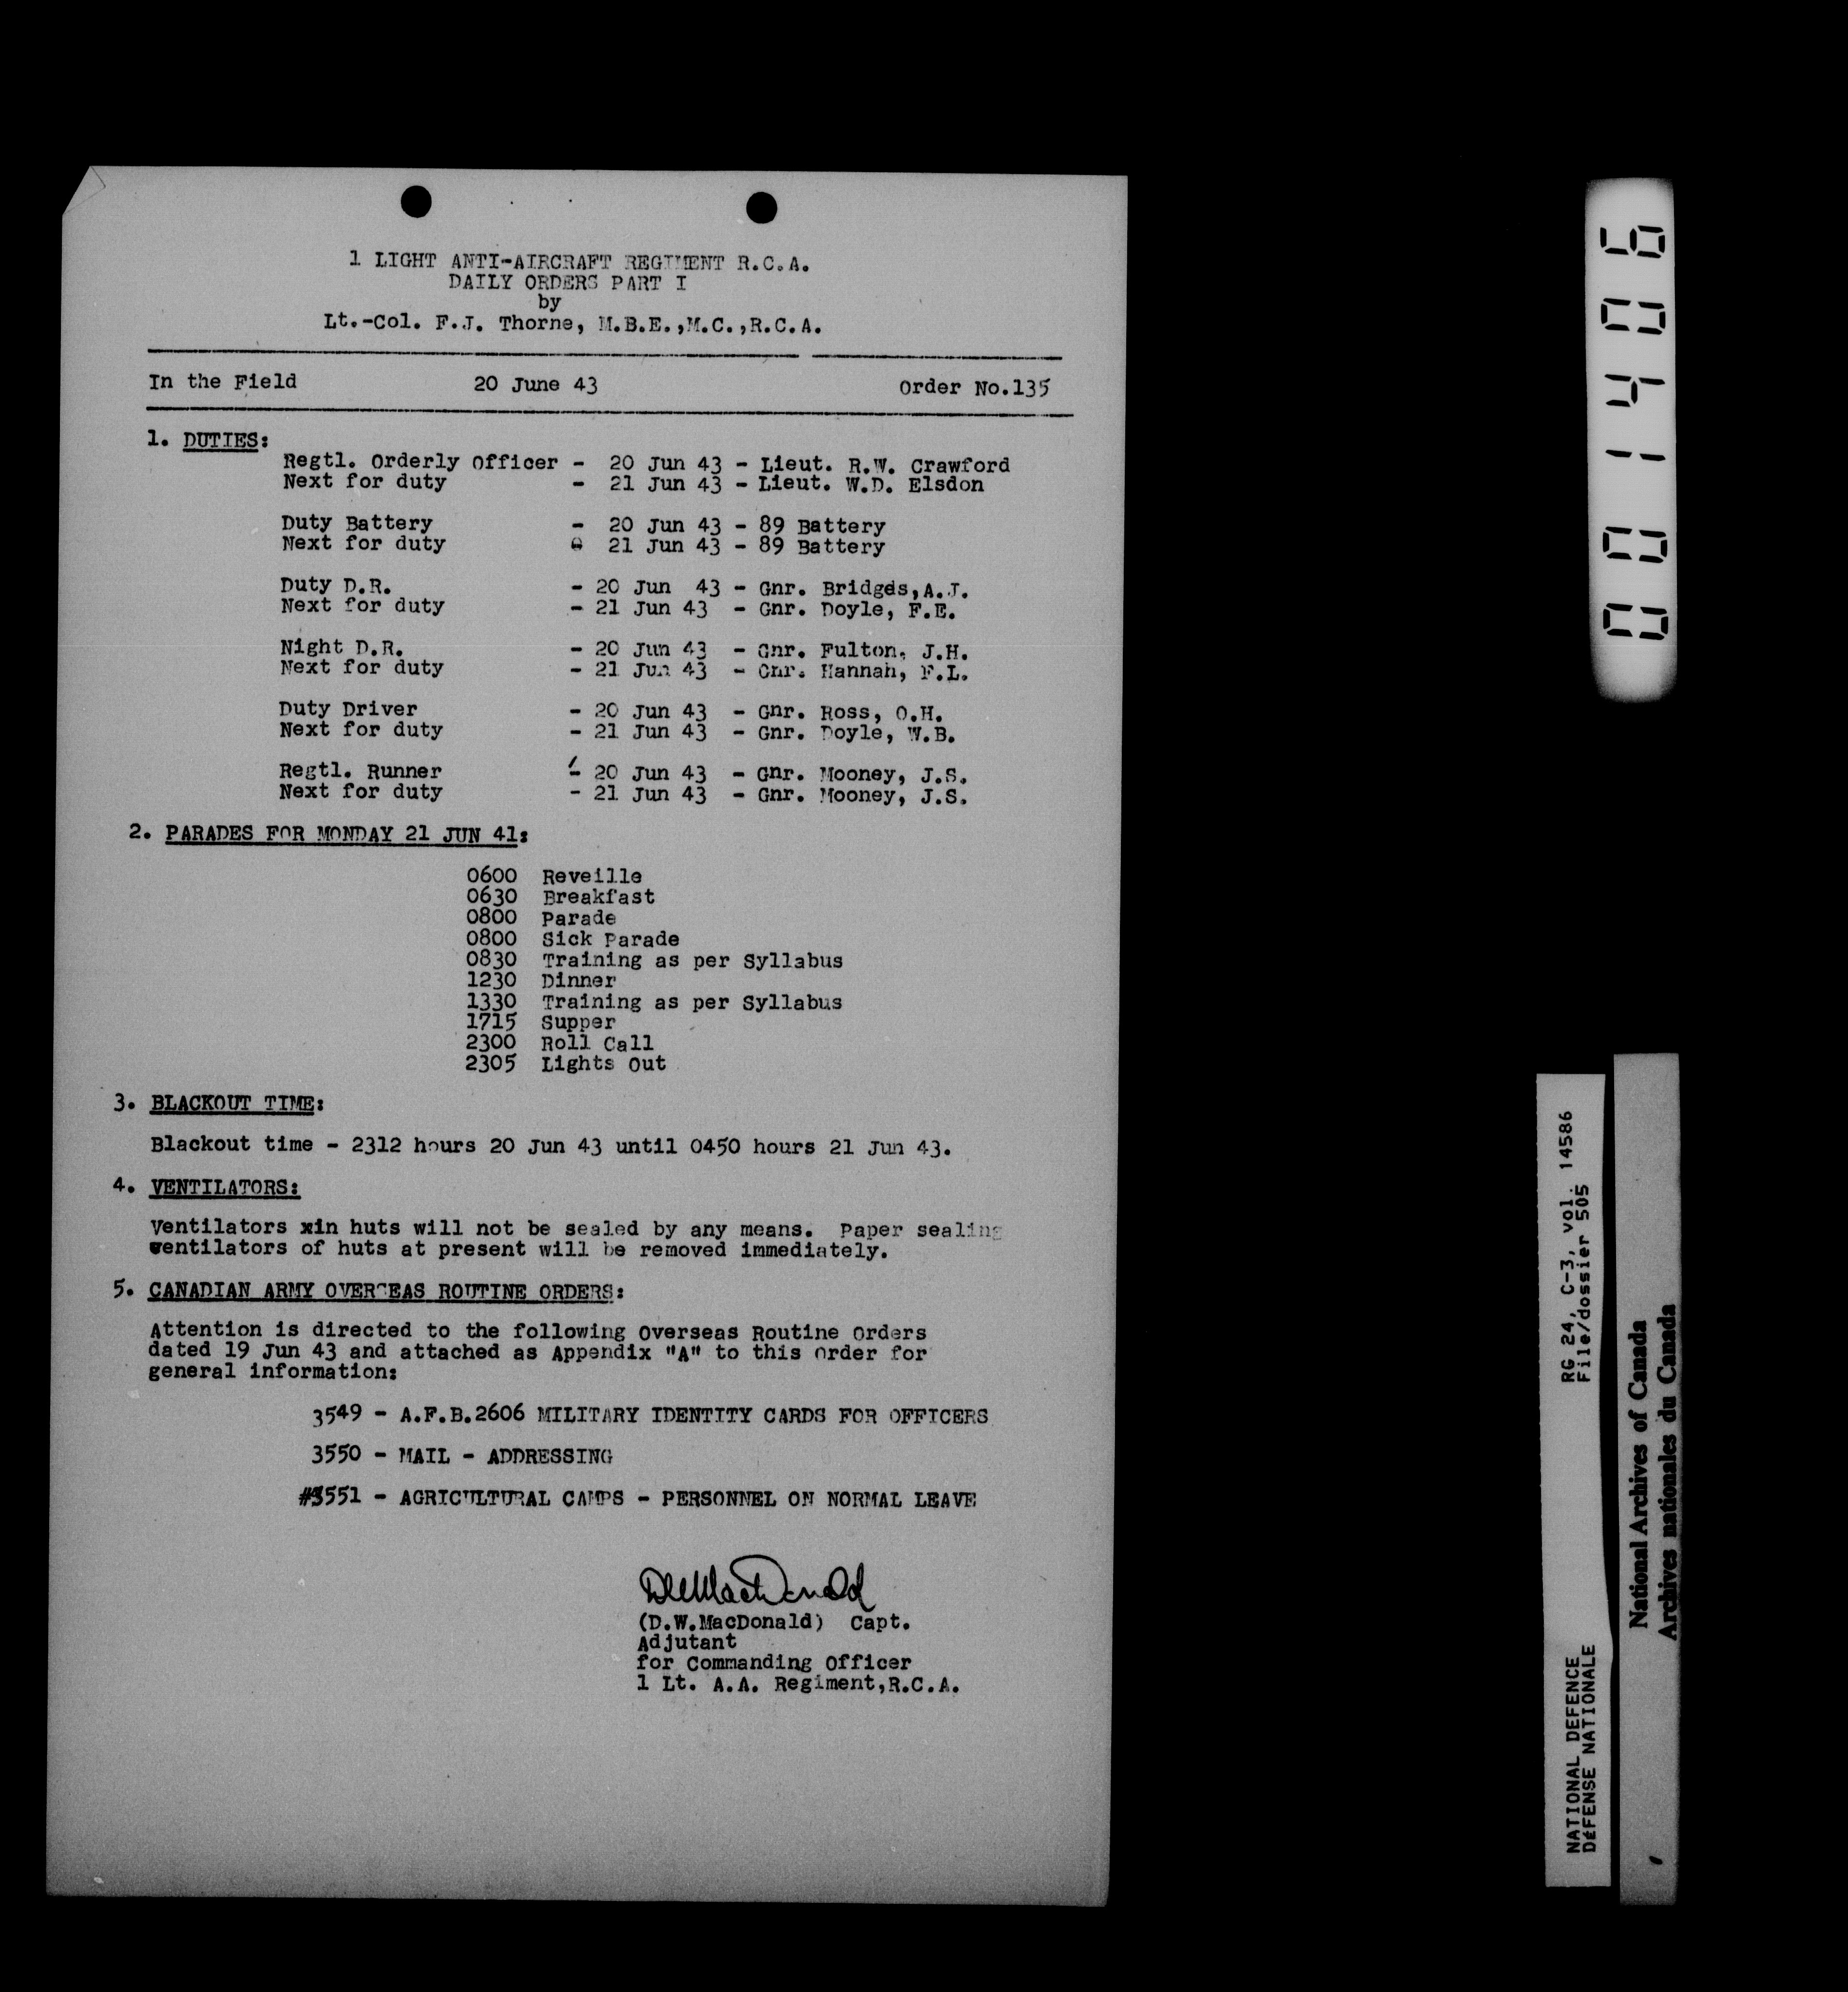 1 LIGHT ANTI-AIRCRAFT REGIMENT R.C.A.
DAILY ORDERS PART I
by
Lt.-Col. F.J. Thorne, M.B.E.,M.C.,R.C.A.
In the Field 20 June 43 Order No.135
1. DUTIES:
Regtl. Orderly Officer - 20 Jun 43 - Lieut. R.W. Crawford
Next for duty - 21 Jun 43 - Lieut. W.D. Elsdon
Duty Battery - 20 Jun 43 - 89 Battery
Next for duty 21 Jun 43 - 89 Battery
Duty D.R. - 20 Jun 43 - Gnr. Bridges,A.J.
Next for duty - 21 Jun 43 - Gnr. Doyle, F.E.
Night D.R. - 20 Jun 43 - Gnr. Fulton, J.H.
Next for duty - 21 Jun 43 - Gnr. Hannah, F.L.
Duty Driver - 20 Jun 43 - Gnr. Ross, O.H.
Next for duty - 21 Jun 43 - Gnr. Doyle, W.B.
Regtl. Runner - 20 Jun 43 - Gnr. Mooney, J.S.
Next for duty - 21 Jun 43 - Gnr. Mooney, J.S.
2. PARADES FOR MONDAY 21 JUN 41:
0600 Reveille
0630 Breakfast
0800 Parade
0800 Sick Parade
0830 Training as per Syllabus
1230 Dinner
1330 Training as per Syllabus
1715 Supper
2300 Roll Call
2305 Lights Out
3. BLACKOUT TIME:
Blackout time - 2312 hours 20 Jun 43 until 0450 hours 21 Jun 43.
4. VENTILATORS:
Ventilators xin huts will not be sealed by any means. Paper sealing
ventilators of huts at present will be removed immediately.
5. CANADIAN ARMY OVERSEAS ROUTINE ORDERS:
Attention is directed to the following Overseas Routine Orders
dated 19 Jun 43 and attached as Appendix "A" to this order for
general information:
3549 - A.F.B.2606 MILITARY IDENTITY CARDS FOR OFFICERS
3550 - MAIL - ADDRESSING
#3551 - AGRICULTURAL CAMPS - PERSONNEL ON NORMAL LEAVE
DWMacDonald
(D.W.MacDonald) Capt.
Adjutant
for Commanding Officer
1 Lt. A.A. Regiment,R.C.A.
001406
NATIONAL DEFENCE RG 24, C-3, vol. 14586
DÉFENSE NATIONALE File/dossier 505
National Archives of Canada
Archives nationales du Canada